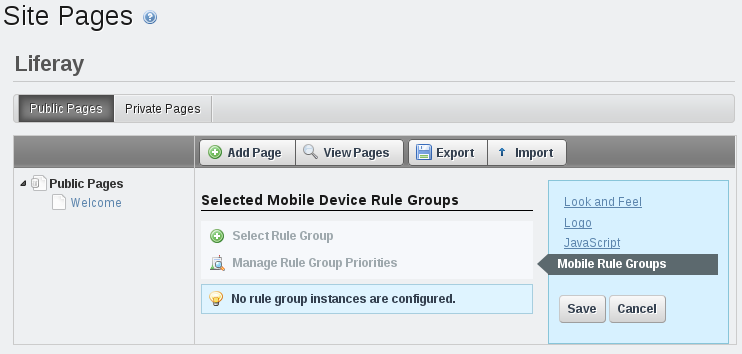 Site Pages
Liferay
Public Pages Private Pages
Add Page View Pages Export Import
Public Pages
Welcome
Selected Mobile Device Rule Groups
Select Rule Group
Manage Rule Group Priorities
No rule group instances are configured.
Look and Feel
Logo
JavaScript
Mobile Rule Groups
Save Cancel